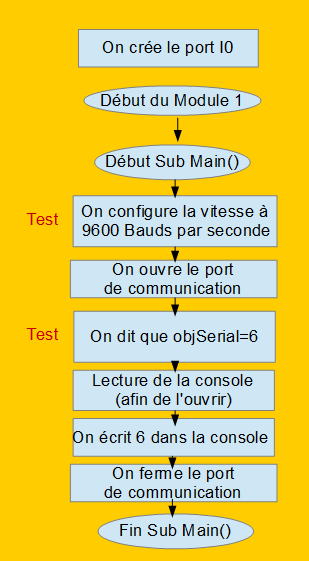 On crée le port I0
Début du Module 1
Début Sub Main()
Test
On configure la vitesse à
9600 Bauds par seconde
On ouvre le port
de communication
Test
On dit que objSerial=6
Lecture de la console
(afin de l'ouvrir)
On écrit 6 dans la console
On ferme le port
de communication
Fin Sub Main()